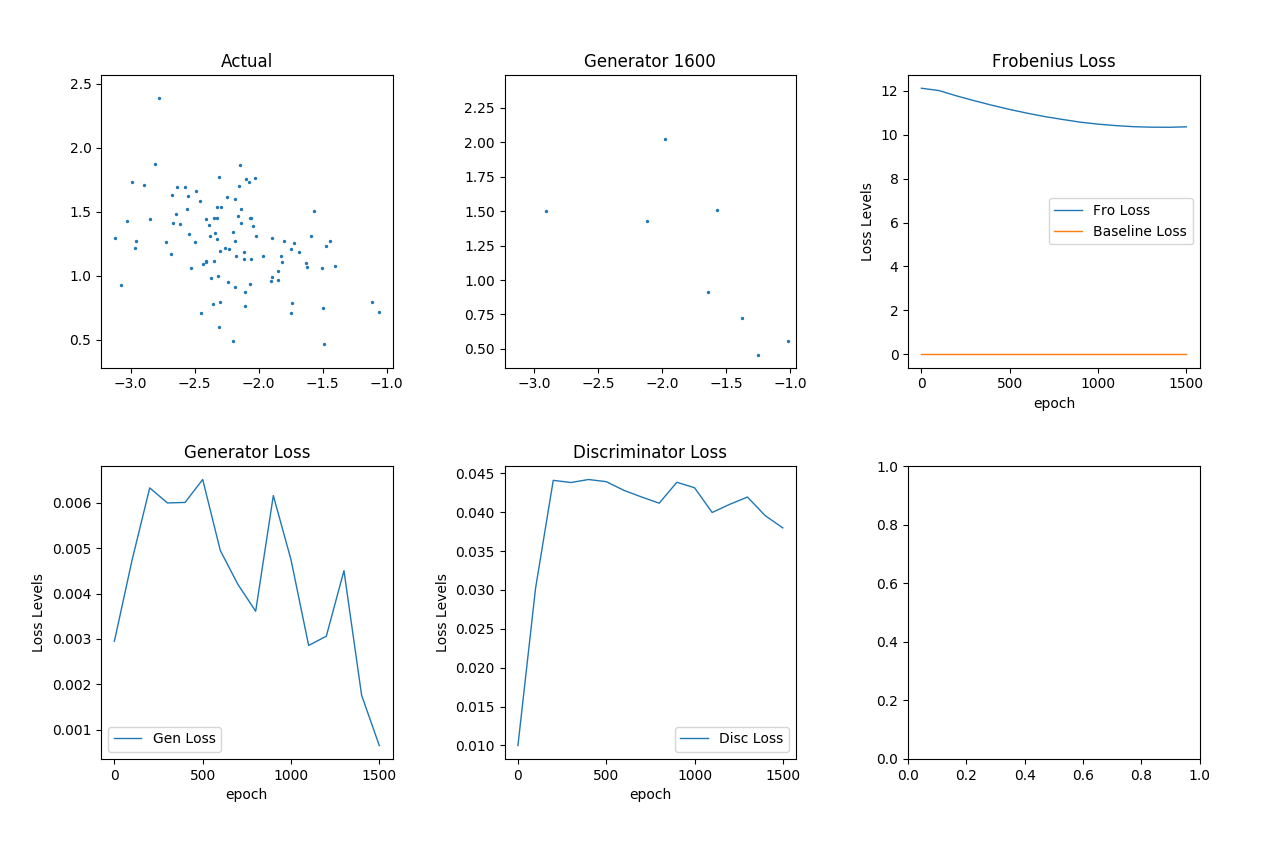 Actual
2.5
2.0
1.5
1.0
0.5
−3.0 −2.5 −2.0 −1.5 −1.0
Generator 1600
2.25
2.00
1.75
1.50
1.25
1.00
0.75
0.50
−3.0 −2.5 −2.0 −1.5 −1.0
Frobenius Loss
Loss Levels
12
10
8
6
4
2
0
Fro Loss
Baseline Loss
0 500 1000 1500
epoch
Generator Loss
Loss Levels
0.006
0.005
0.004
0.003
0.002
0.001
Gen Loss
0 500 1000 1500
epoch
Discriminator Loss
Loss Levels
0.045
0.040
0.035
0.030
0.025
0.020
0.015
0.010
Disc Loss
0 500 1000 1500
epoch
1.0
0.8
0.6
0.4
0.2
0.0
0.0 0.2 0.4 0.6 0.8 1.0